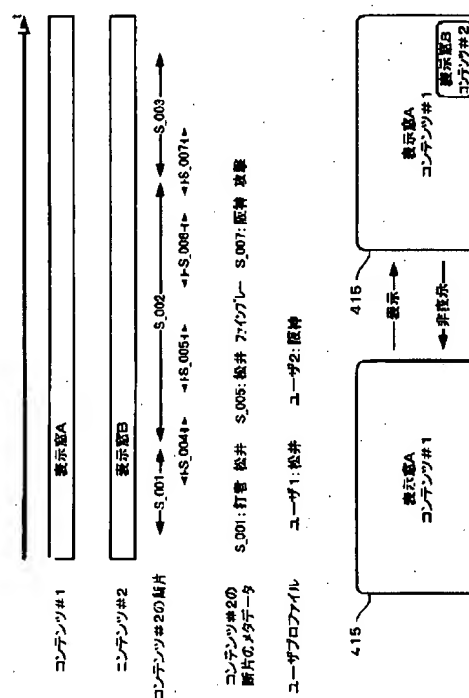 t
コンテンツ#1
表示窓A
コンテンツ#2
表示窓B
コンテンツ#2の断片
S_001 S_002 S_003
S_004 S_005 S_006 S_007
コンテンツ#2の
断片のメタデータ
S_001: 打者 松井 S_005: 松井 ファインプレー S_007: 阪神 攻撃
ユーザプロファイル
ユーザ1: 松井 ユーザ2: 阪神
415
表示窓A
コンテンツ#1
表示
非表示
415
表示窓A
コンテンツ#1
表示窓B
コンテンツ#2